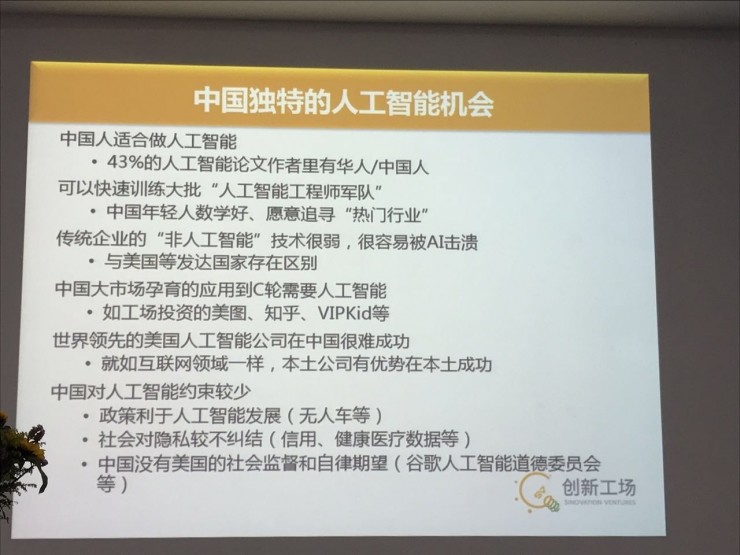 中国独特的人工智能机会
中国人适合做人工智能
• 43%的人工智能论文作者里有华人/中国人
可以快速训练大批“人工智能工程师军队”
• 中国年轻人数学好、愿意追寻“热门行业”
传统企业的“非人工智能”技术很弱，很容易被AI击溃
• 与美国等发达国家存在区别
中国大市场孕育的应用到C轮需要人工智能
• 如工场投资的美图、知乎、VIPKid等
世界领先的美国人工智能公司在中国很难成功
• 就如互联网领域一样，本土公司有优势在本土成功
中国对人工智能约束较少
• 政策利于人工智能发展（无人车等）
• 社会对隐私较不纠结（信用、健康医疗数据等）
• 中国没有美国的社会监督和自律期望（谷歌人工智能道德委员会
等）
创新工场
SINOVATION VENTURES